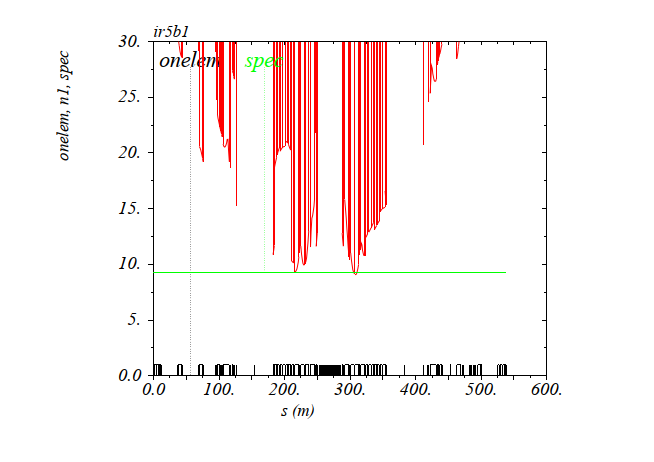 ir5b1
onelem spec
onelem, n1, spec
30.
25.
20.
15.
10.
5.
0.0
0.0 100. 200. 300. 400. 500. 600.
s (m)